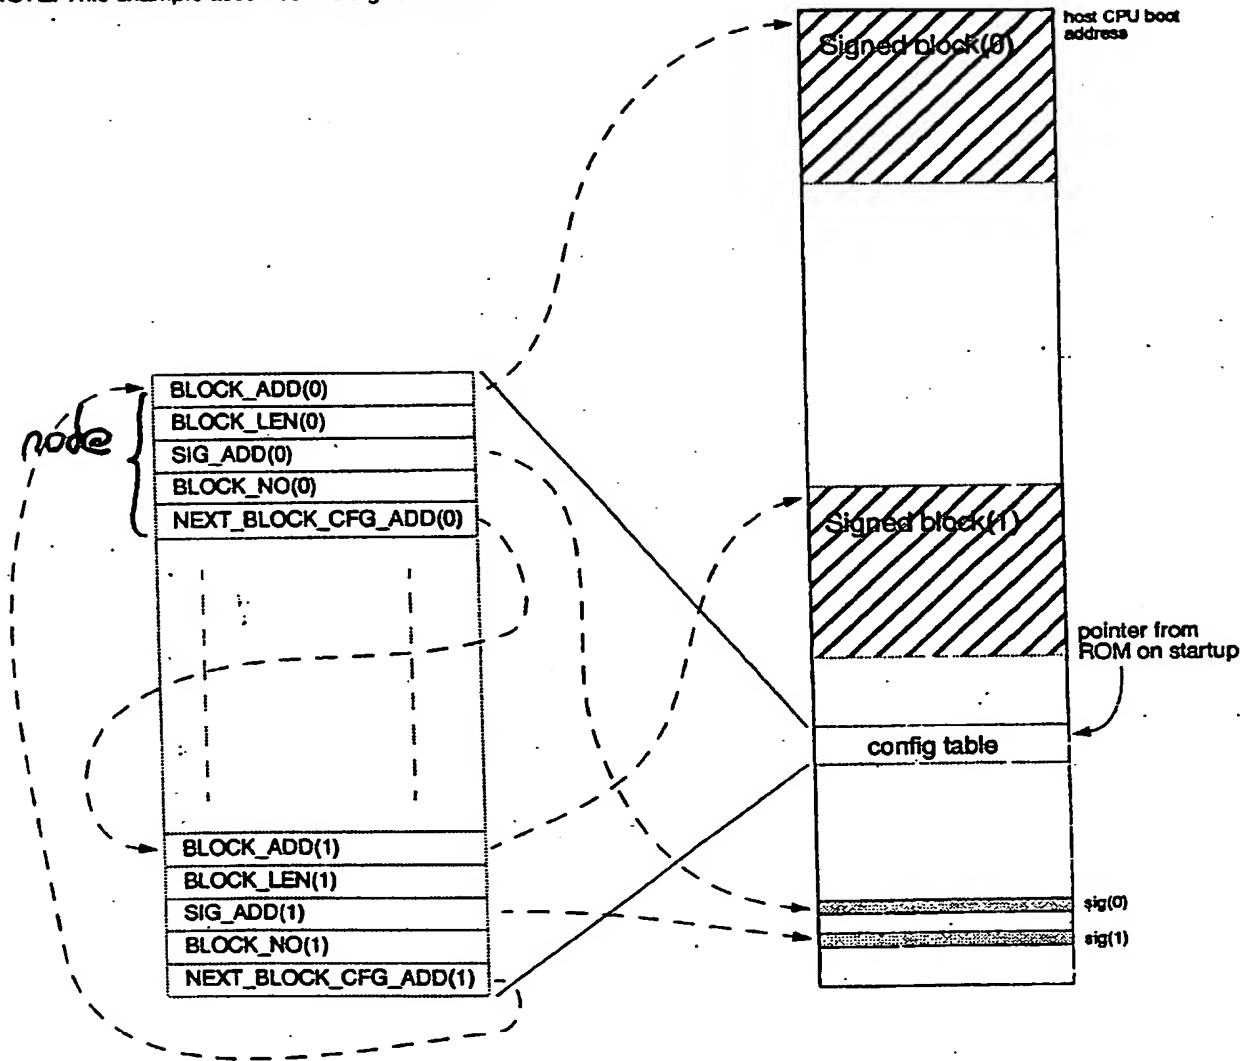 host CPU boot
address
Signed block(0)
BLOCK_ADD(0)
BLOCK_LEN(0)
node
SIG_ADD(0)
BLOCK_NO(0)
NEXT_BLOCK_CFG_ADD(0)
Signed block(1)
pointer from
ROM on startup
config table
BLOCK_ADD(1)
BLOCK_LEN(1)
SIG_ADD(1)
BLOCK_NO(1)
NEXT_BLOCK_CFG_ADD(1)
sig(0)
sig(1)